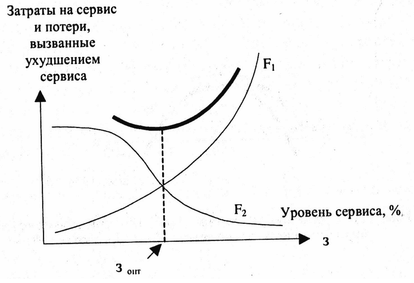 Затраты на сервис
и потери,
вызванные
ухудшением
сервиса
F1
F2
Уровень сервиса, %
З
З опт